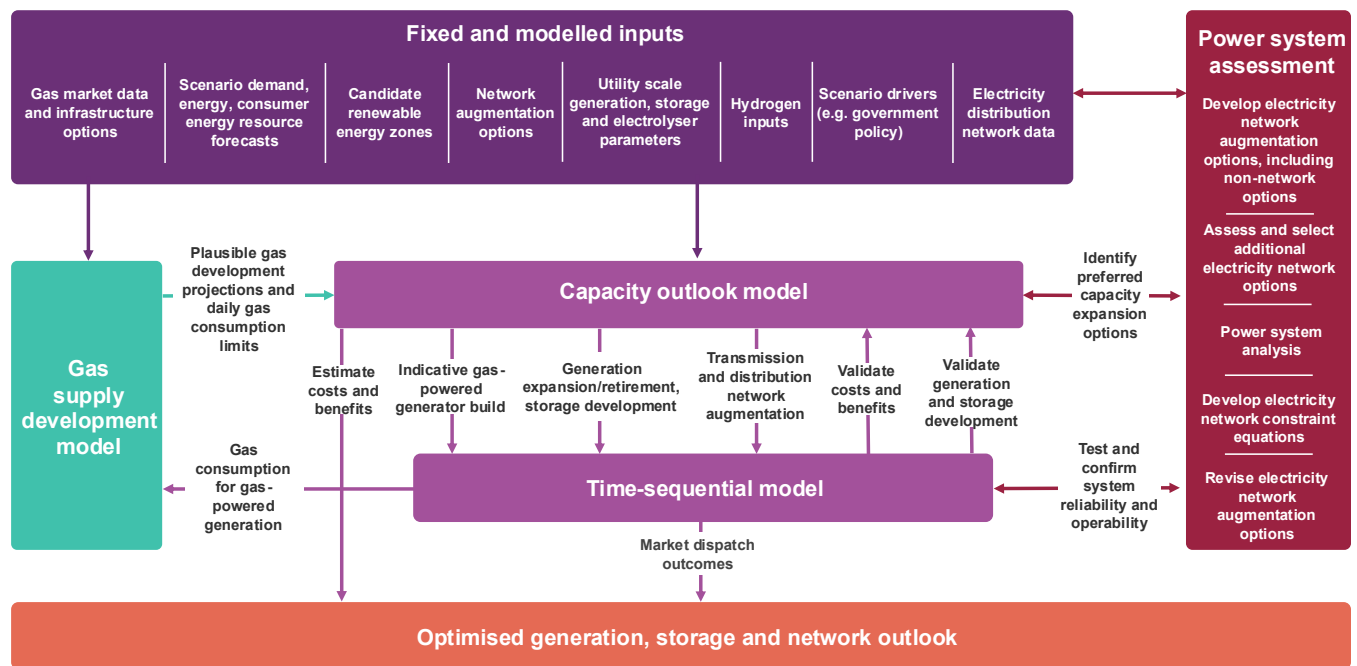 Fixed and modelled inputs
Gas market data
and infrastructure
options
Scenario demand,
energy, consumer
energy resource
forecasts
Candidate
renewable
energy zones
Network
augmentation
options
Utility scale
generation, storage
and electrolyser
parameters
Hydrogen
inputs
Scenario drivers
(e.g. government
policy)
Electricity
distribution
network data
Power system
assessment
Develop electricity
network
augmentation
options, including
non-network
options
Assess and select
additional
electricity network
options
Power system
analysis
Develop electricity
network constraint
equations
Revise electricity
network
augmentation
options
Gas
supply
development
model
Plausible gas
development
projections and
daily gas
consumption
limits
Capacity outlook model
Identify
preferred
capacity
expansion
options
Estimate
costs and
benefits
Indicative gas-
powered
generator build
Generation
expansion/retirement,
storage development
Transmission
and distribution
network
augmentation
Validate
costs and
benefits
Validate
generation
and storage
development
Gas
consumption
for gas-
powered
generation
Time-sequential model
Test and
confirm
system
reliability and
operability
Market dispatch
outcomes
Optimised generation, storage and network outlook